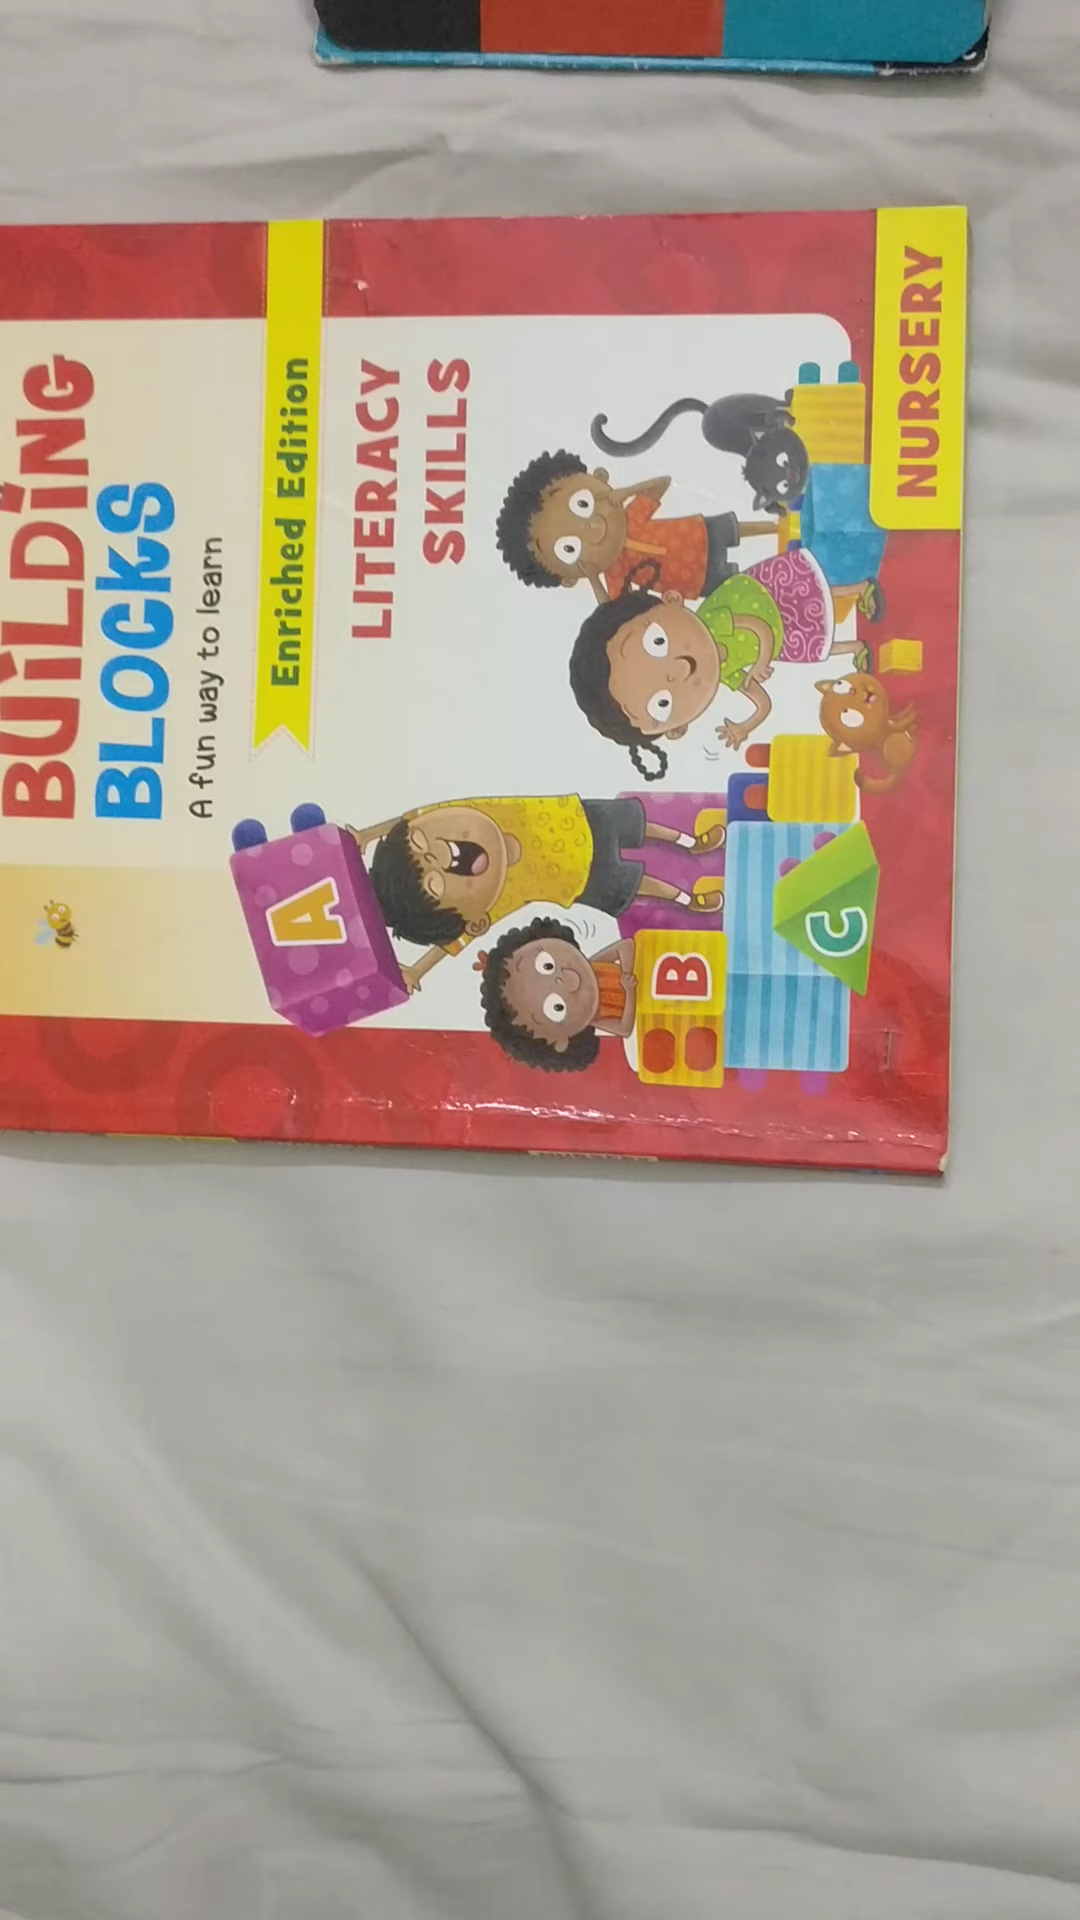 BUILDING
BLOCKS
A fun way to learn
Enriched Edition
LITERACY
SKILLS
A
B
C
NURSERY